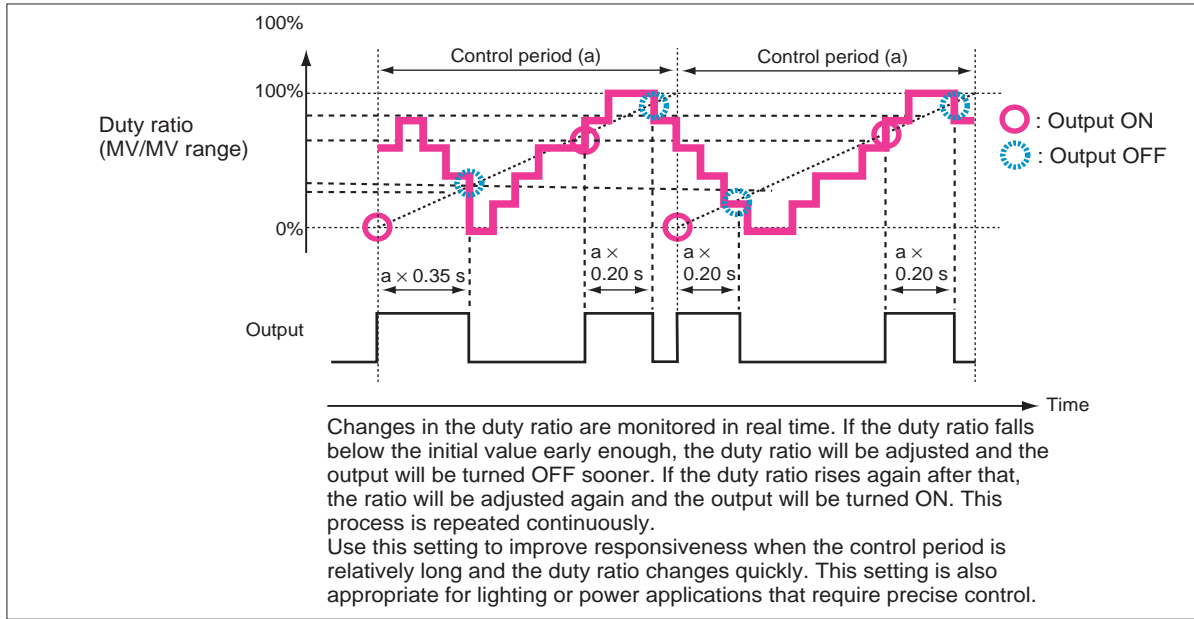 100%
Control period (a)
Control period (a)
100%
Duty ratio
(MV/MV range)
: Output ON
: Output OFF
0%
a × 0.35 s
a ×
0.20 s
a ×
0.20 s
a ×
0.20 s
Output
Time
Changes in the duty ratio are monitored in real time. If the duty ratio falls
below the initial value early enough, the duty ratio will be adjusted and the
output will be turned OFF sooner. If the duty ratio rises again after that,
the ratio will be adjusted again and the output will be turned ON. This
process is repeated continuously.
Use this setting to improve responsiveness when the control period is
relatively long and the duty ratio changes quickly. This setting is also
appropriate for lighting or power applications that require precise control.